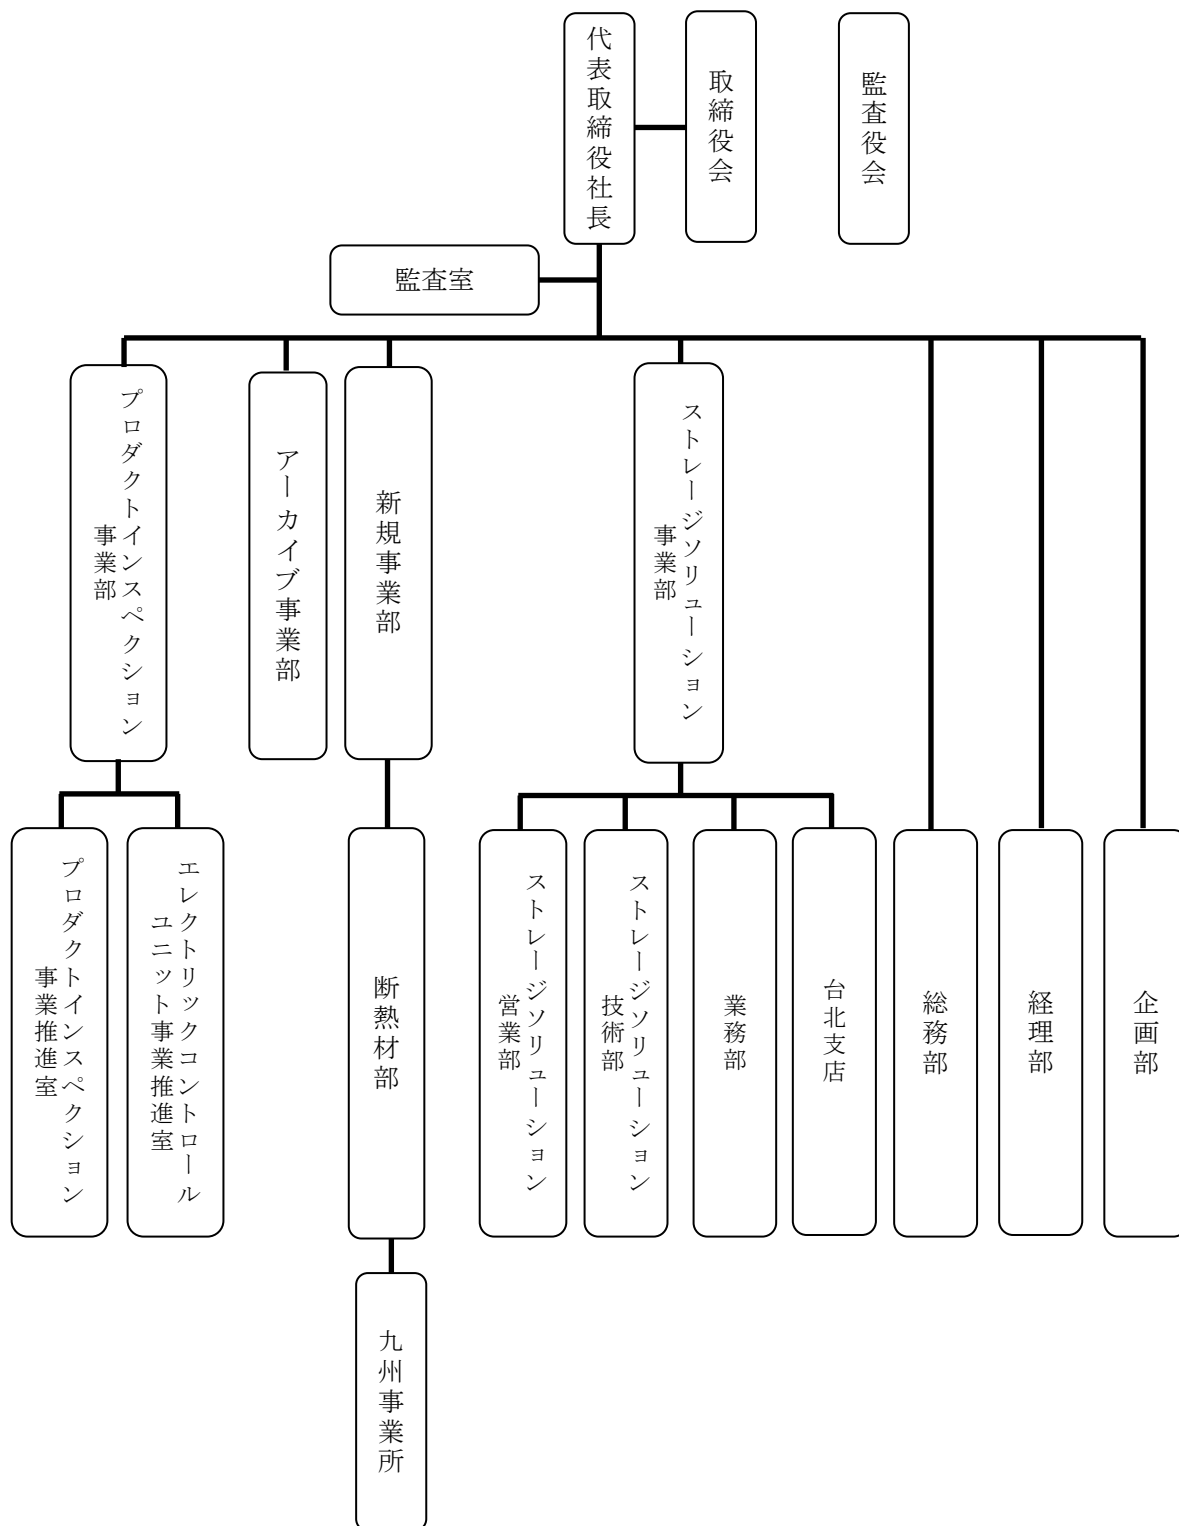 代表取締役社長
取締役会
監査役会
監査室
プロダクトインスペクション
事業部
アーカイブ事業部
新規事業部
ストレージソリューション
事業部
プロダクトインスペクション
事業推進室
エレクトリックコントロール
ユニット事業推進室
断熱材部
ストレージソリューション
営業部
ストレージソリューション
技術部
業務部
台北支店
総務部
経理部
企画部
九州事業所